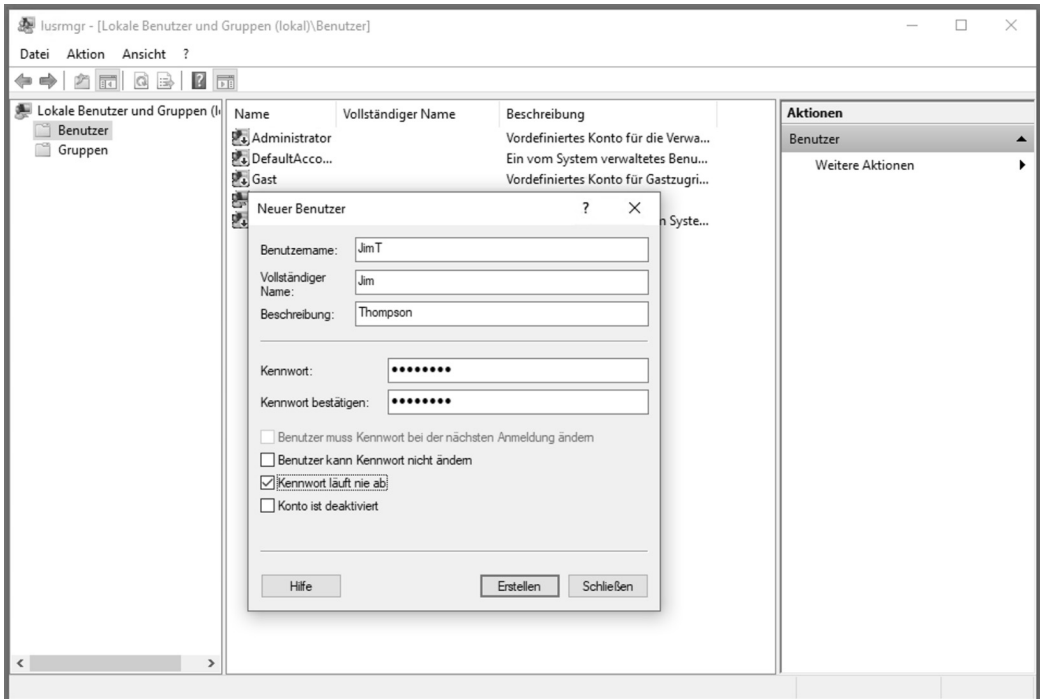 lusrmgr - [Lokale Benutzer und Gruppen (lokal)\Benutzer]
Datei Aktion Ansicht ?
Lokale Benutzer und Gruppen (l
Benutzer
Gruppen
Name Vollständiger Name Beschreibung
Administrator Vordefiniertes Konto für die Verwa...
DefaultAcco... Ein vom System verwaltetes Benu...
Gast Vordefiniertes Konto für Gastzugri...
n Syste...
Neuer Benutzer ?
Benutzername: JimT
Vollständiger
Name: Jim
Beschreibung: Thompson
Kennwort: ••••••••
Kennwort bestätigen: ••••••••
Benutzer muss Kennwort bei der nächsten Anmeldung ändern
Benutzer kann Kennwort nicht ändern
Kennwort läuft nie ab
Konto ist deaktiviert
Hilfe Erstellen Schließen
Aktionen
Benutzer
Weitere Aktionen